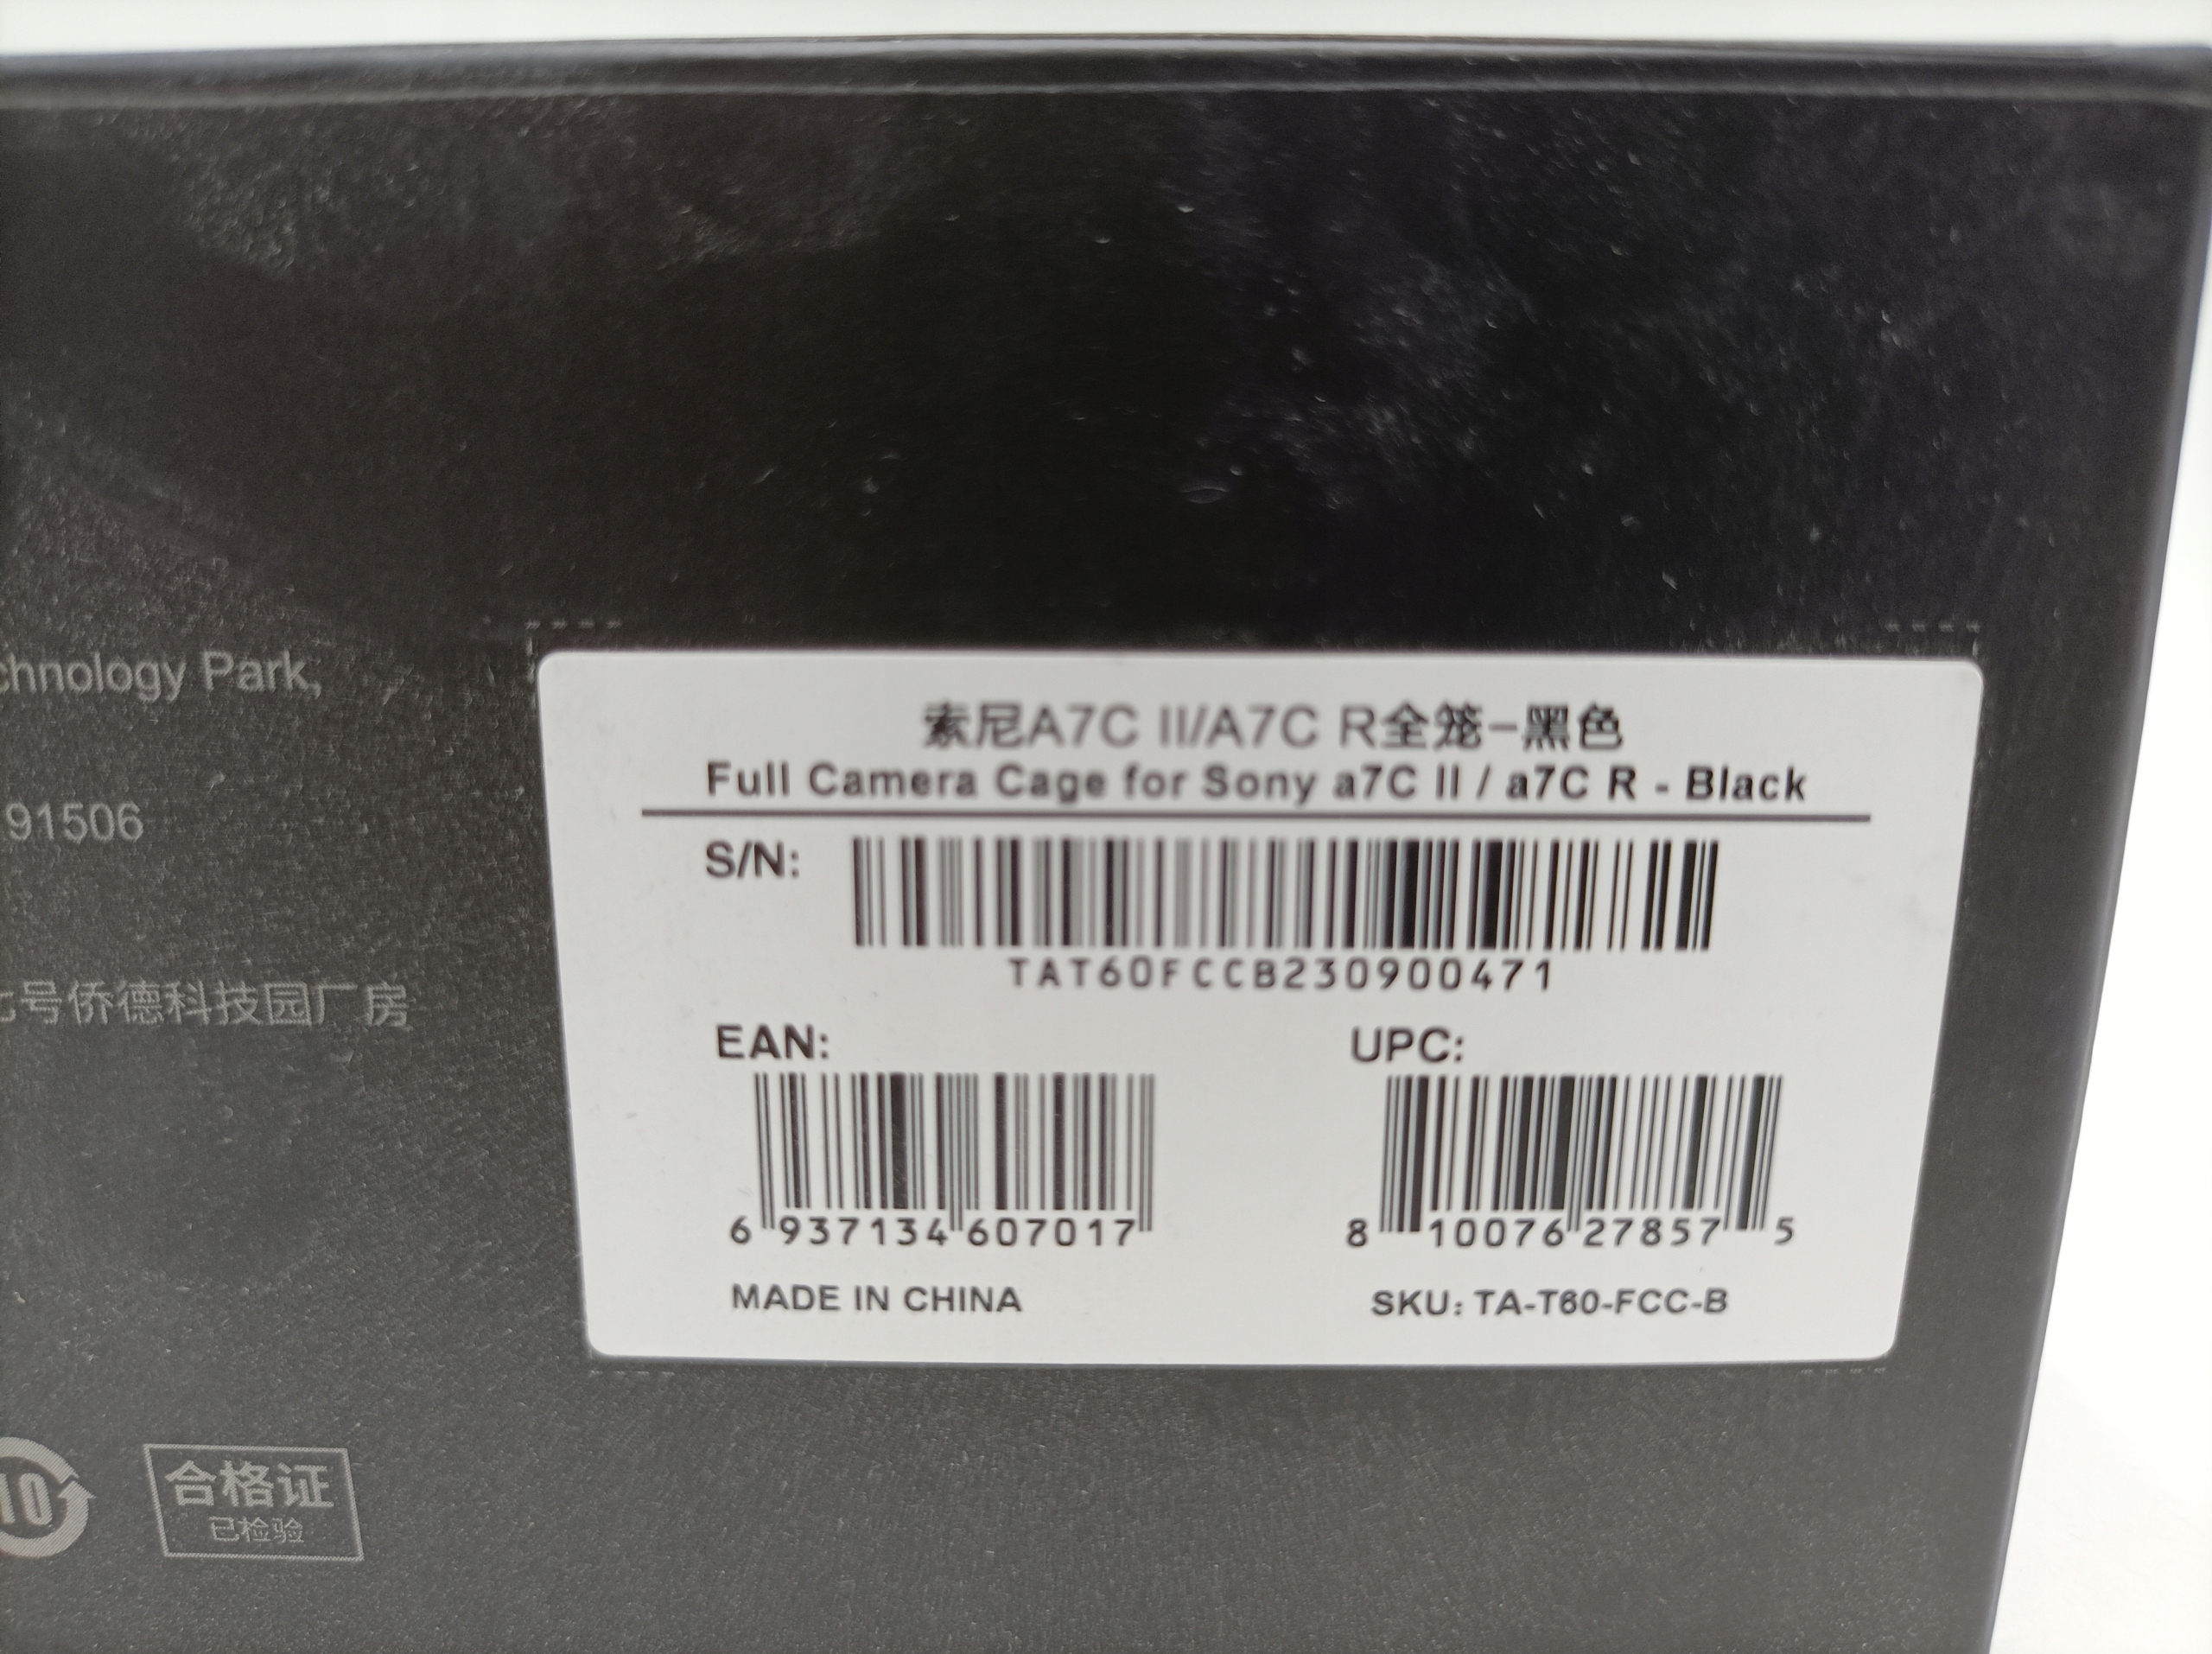 chnology Park,
91506
七号侨德科技园厂房
索尼A7C II/A7C R全笼-黑色
Full Camera Cage for Sony a7C II / a7C R - Black
S/N:
TAT60FCCB230900471
EAN:
6 937134 607017
UPC:
8 10076 27857 5
MADE IN CHINA
SKU: TA-T60-FCC-B
10
合格证
已检验